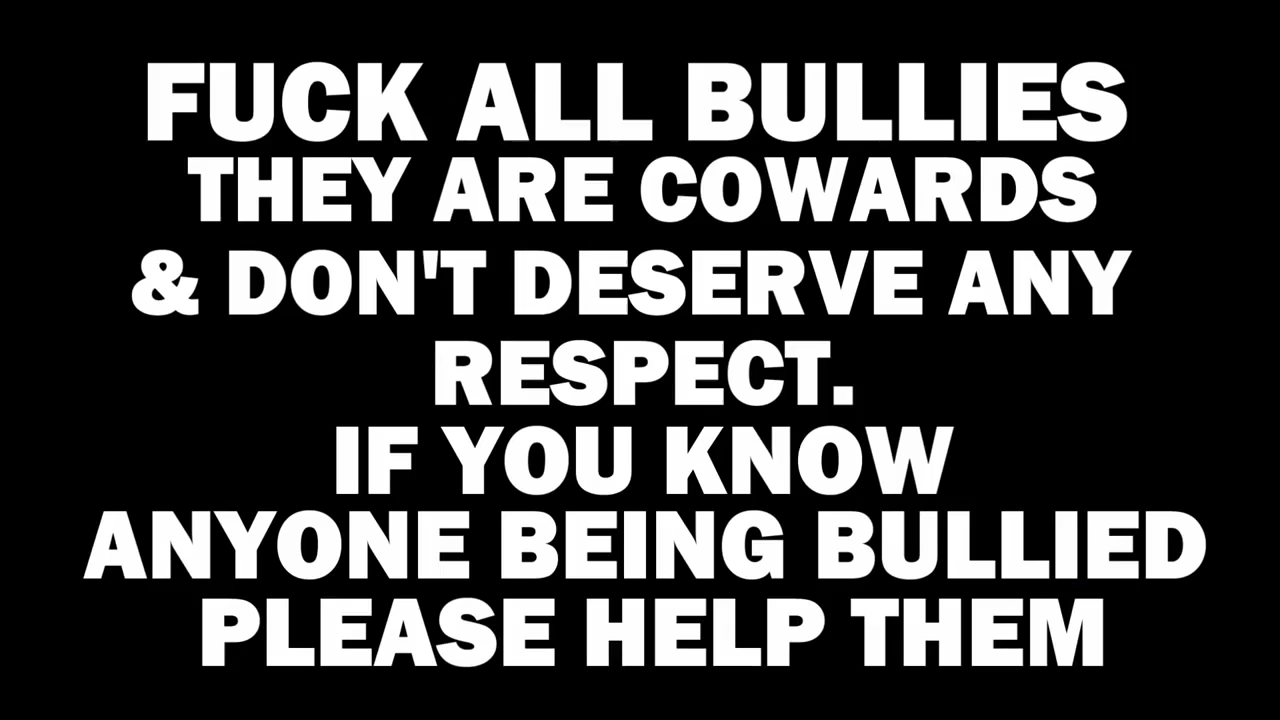 FUCK ALL BULLIES
THEY ARE COWARDS
& DON'T DESERVE ANY
RESPECT.
IF YOU KNOW
ANYONE BEING BULLIED
PLEASE HELP THEM